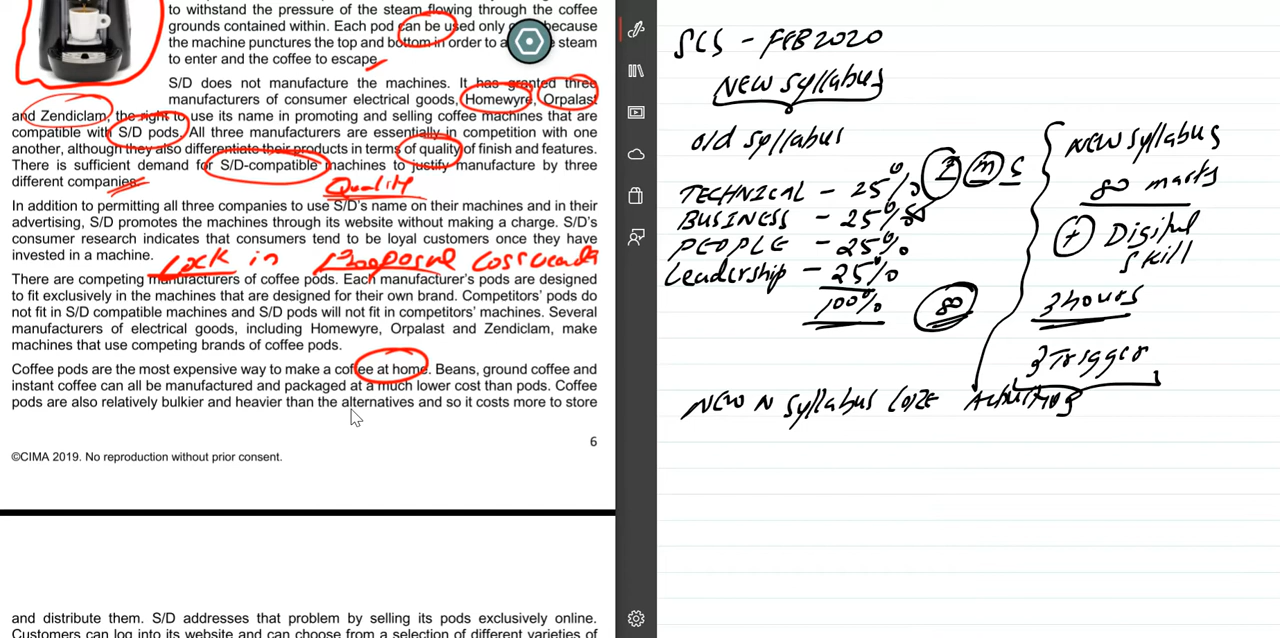 to withstand the pressure of the steam flowing through the coffee
grounds contained within. Each pod can be used only because
the machine punctures the top and bottom in order to a steam
to enter and the coffee to escape.
S/D does not manufacture the machines. It has granted three
manufacturers of consumer electrical goods, Homewyre, Orpalast
and Zendiclam, the right to use its name in promoting and selling coffee machines that are
compatible with S/D pods. All three manufacturers are essentially in competition with one
another, although they also differentiate their products in terms of quality of finish and features.
There is sufficient demand for S/D-compatible machines to justify manufacture by three
different companies.
Quality
In addition to permitting all three companies to use S/D's name on their machines and in their
advertising, S/D promotes the machines through its website without making a charge. S/D's
consumer research indicates that consumers tend to be loyal customers once they have
invested in a machine.
Lock in
There are competing manufacturers of coffee pods. Each manufacturer's pods are designed
to fit exclusively in the machines that are designed for their own brand. Competitors' pods do
not fit in S/D compatible machines and S/D pods will not fit in competitors' machines. Several
manufacturers of electrical goods, including Homewyre, Orpalast and Zendiclam, make
machines that use competing brands of coffee pods.
Coffee pods are the most expensive way to make a coffee at home. Beans, ground coffee and
instant coffee can all be manufactured and packaged at a much lower cost than pods. Coffee
pods are also relatively bulkier and heavier than the alternatives and so it costs more to store
6
©CIMA 2019. No reproduction without prior consent.
and distribute them. S/D addresses that problem by selling its pods exclusively online.
Customers can log into its website and can choose from a selection of different varieties of
SCS - FEB 2020
NEW syllabus
old syllabus
TECHNICAL - 25%
BUSINESS - 25%
PEOPLE - 25%
Leadership - 25%
100%
80
E m S
NEW syllabus
80 marks
+ Digital
skill
3 hours
3 Trigger
NEW N syllabus CORE Activities